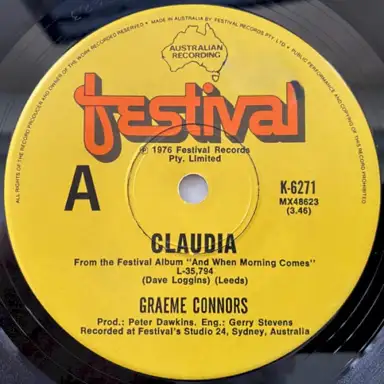 MADE IN AUSTRALIA BY FESTIVAL RECORDS PTY LTD
ALL RIGHTS OF THE RECORD PRODUCER AND OWNER OF THE WORK RECORDED RESERVED
PUBLIC PERFORMANCE AND COPYING OF THIS RECORD PROHIBITED
AUSTRALIAN
RECORDING
festival
℗ 1976 Festival Records
Pty. Limited
A
K-6271
MX48623
(3.46)
CLAUDIA
From the Festival Album "And When Morning Comes"
L-35,794
(Dave Loggins) (Leeds)
GRAEME CONNORS
Prod.: Peter Dawkins, Eng.: Gerry Stevens
Recorded at Festival's Studio 24, Sydney, Australia